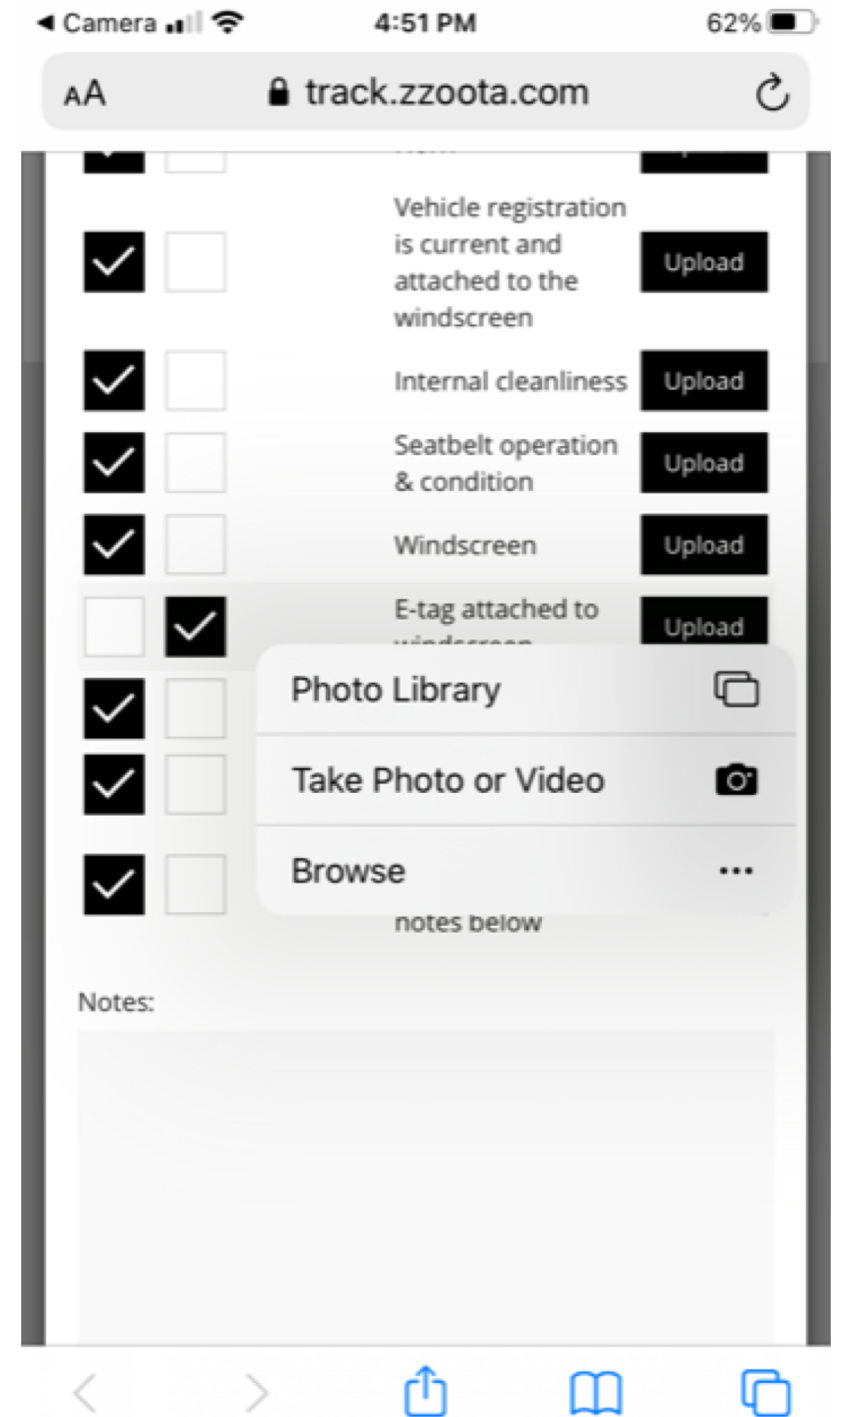 Camera
4:51 PM
62%
AA
track.zzoota.com
Vehicle registration
is current and
attached to the
windscreen
Upload
Internal cleanliness
Upload
Seatbelt operation
& condition
Upload
Windscreen
Upload
E-tag attached to
windscreen
Upload
Photo Library
Take Photo or Video
Browse
notes below
Notes: